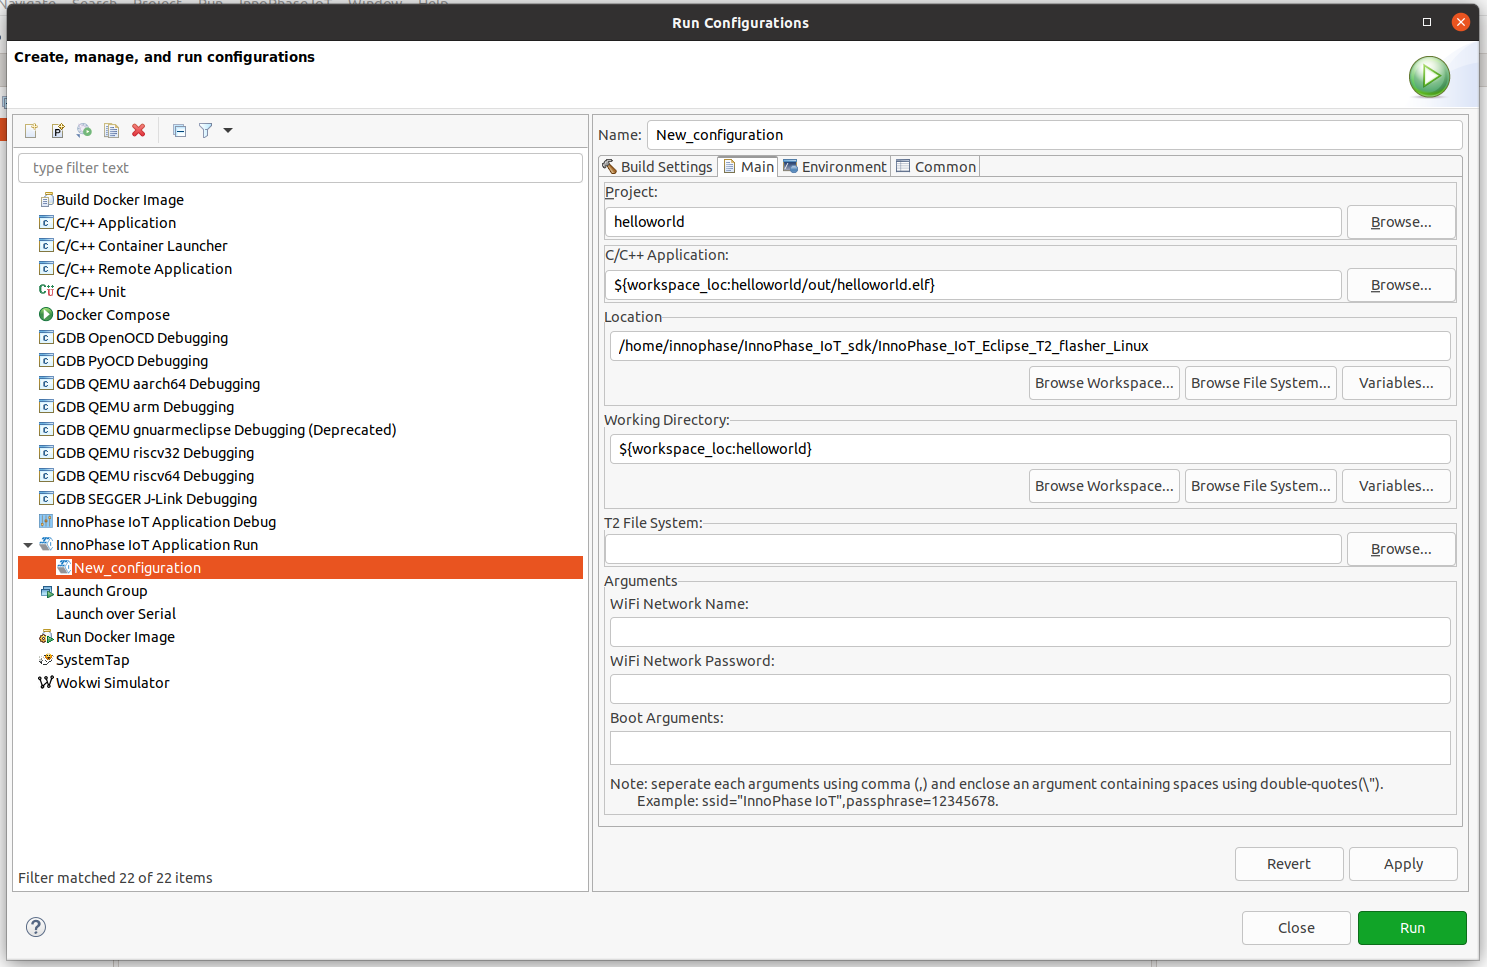 Navigate Search Project Run InnoPhase IoT Window Help
Run Configurations
Create, manage, and run configurations
type filter text
Build Docker Image
C/C++ Application
C/C++ Container Launcher
C/C++ Remote Application
C/C++ Unit
Docker Compose
GDB OpenOCD Debugging
GDB PyOCD Debugging
GDB QEMU aarch64 Debugging
GDB QEMU arm Debugging
GDB QEMU gnuarmeclipse Debugging (Deprecated)
GDB QEMU riscv32 Debugging
GDB QEMU riscv64 Debugging
GDB SEGGER J-Link Debugging
InnoPhase IoT Application Debug
InnoPhase IoT Application Run
New_configuration
Launch Group
Launch over Serial
Run Docker Image
SystemTap
Wokwi Simulator
Filter matched 22 of 22 items
Name: New_configuration
Build Settings Main Environment Common
Project:
helloworld Browse...
C/C++ Application:
${workspace_loc:helloworld/out/helloworld.elf} Browse...
Location
/home/innophase/InnoPhase_IoT_sdk/InnoPhase_IoT_Eclipse_T2_flasher_Linux
Browse Workspace... Browse File System... Variables...
Working Directory:
${workspace_loc:helloworld}
Browse Workspace... Browse File System... Variables...
T2 File System:
Browse...
Arguments
WiFi Network Name:
WiFi Network Password:
Boot Arguments:
Note: seperate each arguments using comma (,) and enclose an argument containing spaces using double-quotes(\").
Example: ssid="InnoPhase IoT",passphrase=12345678.
Revert Apply
Close Run